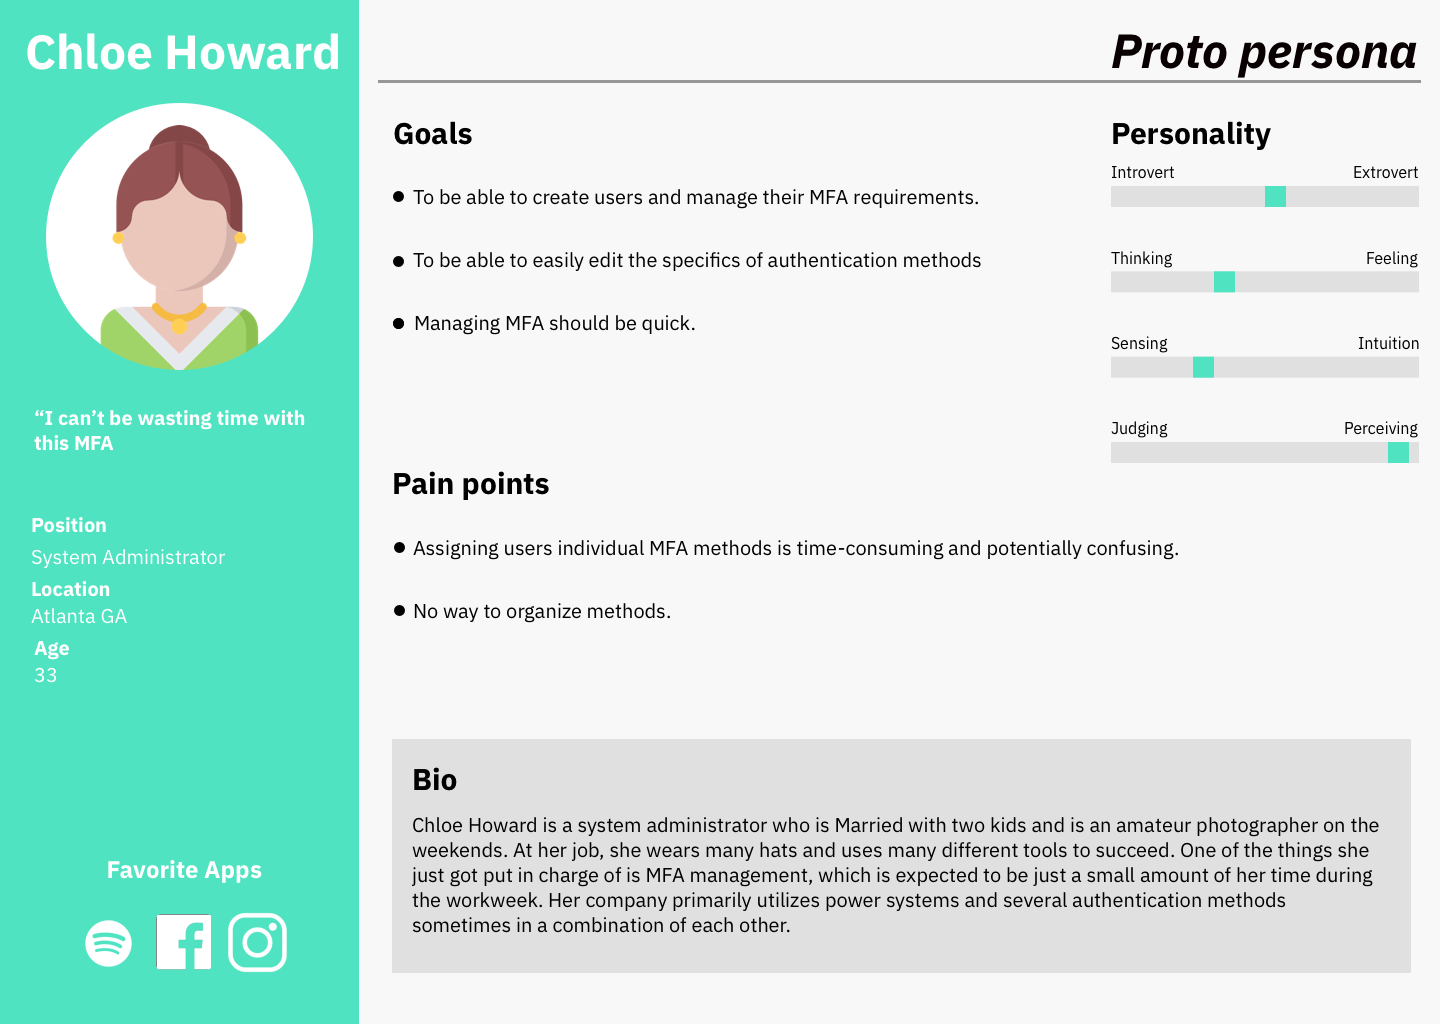 Chloe Howard
“I can’t be wasting time with
this MFA
Position
System Administrator
Location
Atlanta GA
Age
33
Favorite Apps
Proto persona
Goals
To be able to create users and manage their MFA requirements.
To be able to easily edit the specifics of authentication methods
Managing MFA should be quick.
Personality
Introvert Extrovert
Thinking Feeling
Sensing Intuition
Judging Perceiving
Pain points
Assigning users individual MFA methods is time-consuming and potentially confusing.
No way to organize methods.
Bio
Chloe Howard is a system administrator who is Married with two kids and is an amateur photographer on the
weekends. At her job, she wears many hats and uses many different tools to succeed. One of the things she
just got put in charge of is MFA management, which is expected to be just a small amount of her time during
the workweek. Her company primarily utilizes power systems and several authentication methods
sometimes in a combination of each other.